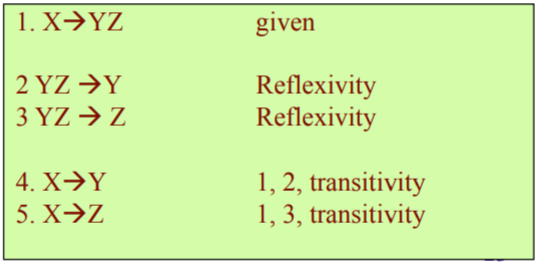 1. X→YZ given
2 YZ →Y Reflexivity
3 YZ → Z Reflexivity
4. X→Y 1, 2, transitivity
5. X→Z 1, 3, transitivity